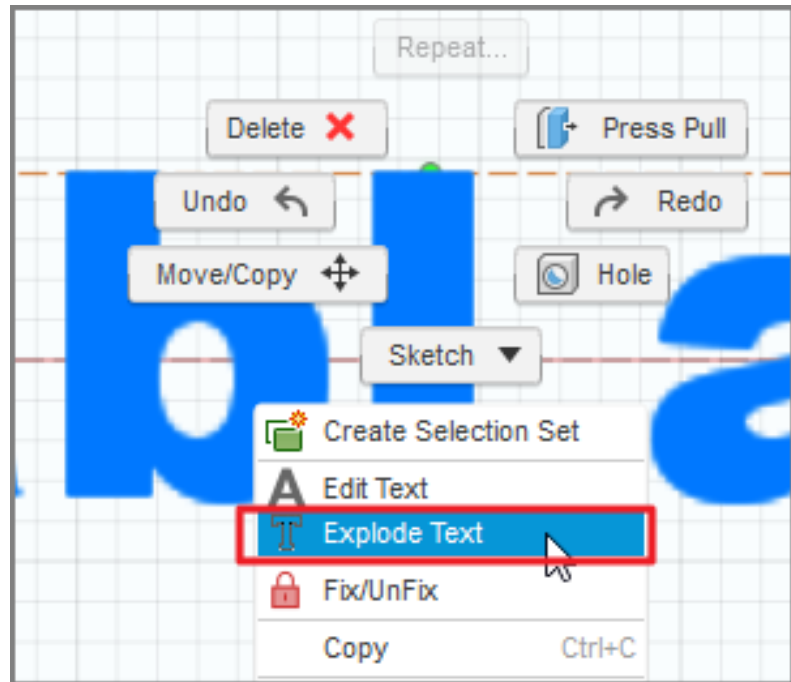 Repeat...
Delete
Press Pull
Undo
Redo
Move/Copy
Hole
Sketch
bla
Create Selection Set
Edit Text
Explode Text
Fix/UnFix
Copy Ctrl+C